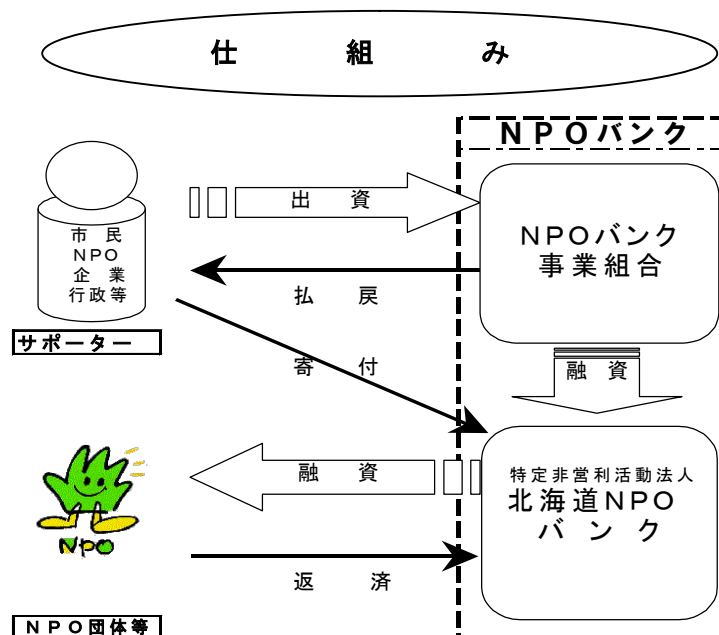 仕組み
NPOバンク
市民
NPO
企業
行政等
サポーター
出資
NPOバンク
事業組合
払戻
寄付
融資
融資
特定非営利活動法人
北海道NPO
バンク
NPO
返済
NPO団体等